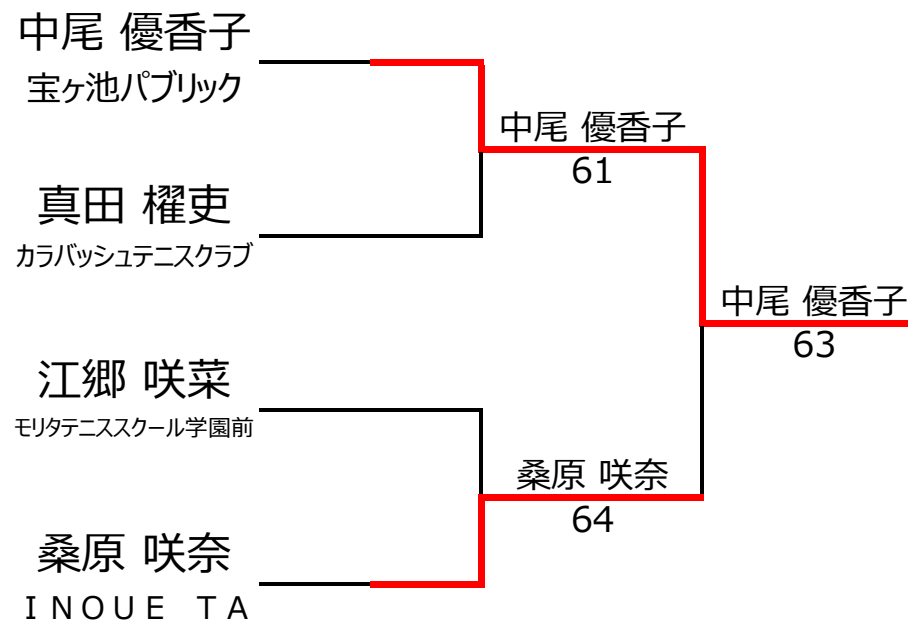 中尾 優香子
宝ヶ池パブリック
真田 櫂吏
カラバッシュテニスクラブ
江郷 咲菜
モリタテニススクール学園前
桑原 咲奈
ＩＮＯＵＥ　ＴＡ
中尾 優香子
61
桑原 咲奈
64
中尾 優香子
63